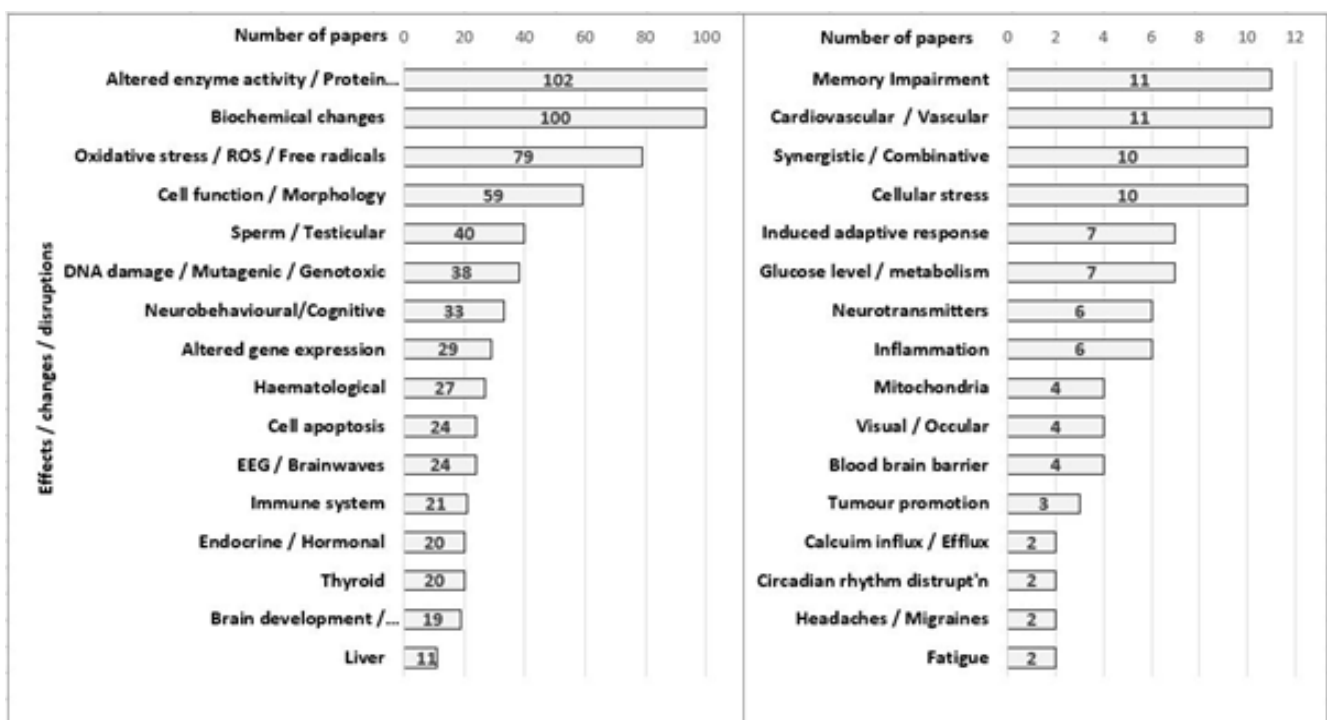 Number of papers 0 20 40 60 80 100
Altered enzyme activity / Protein... 102
Biochemical changes 100
Oxidative stress / ROS / Free radicals 79
Cell function / Morphology 59
Sperm / Testicular 40
DNA damage / Mutagenic / Genotoxic 38
Neurobehavioural/Cognitive 33
Altered gene expression 29
Haematological 27
Cell apoptosis 24
EEG / Brainwaves 24
Immune system 21
Endocrine / Hormonal 20
Thyroid 20
Brain development /... 19
Liver 11
Effects / changes / disruptions
Number of papers 0 2 4 6 8 10 12
Memory Impairment 11
Cardiovascular / Vascular 11
Synergistic / Combinative 10
Cellular stress 10
Induced adaptive response 7
Glucose level / metabolism 7
Neurotransmitters 6
Inflammation 6
Mitochondria 4
Visual / Occular 4
Blood brain barrier 4
Tumour promotion 3
Calcuim influx / Efflux 2
Circadian rhythm distrupt'n 2
Headaches / Migraines 2
Fatigue 2